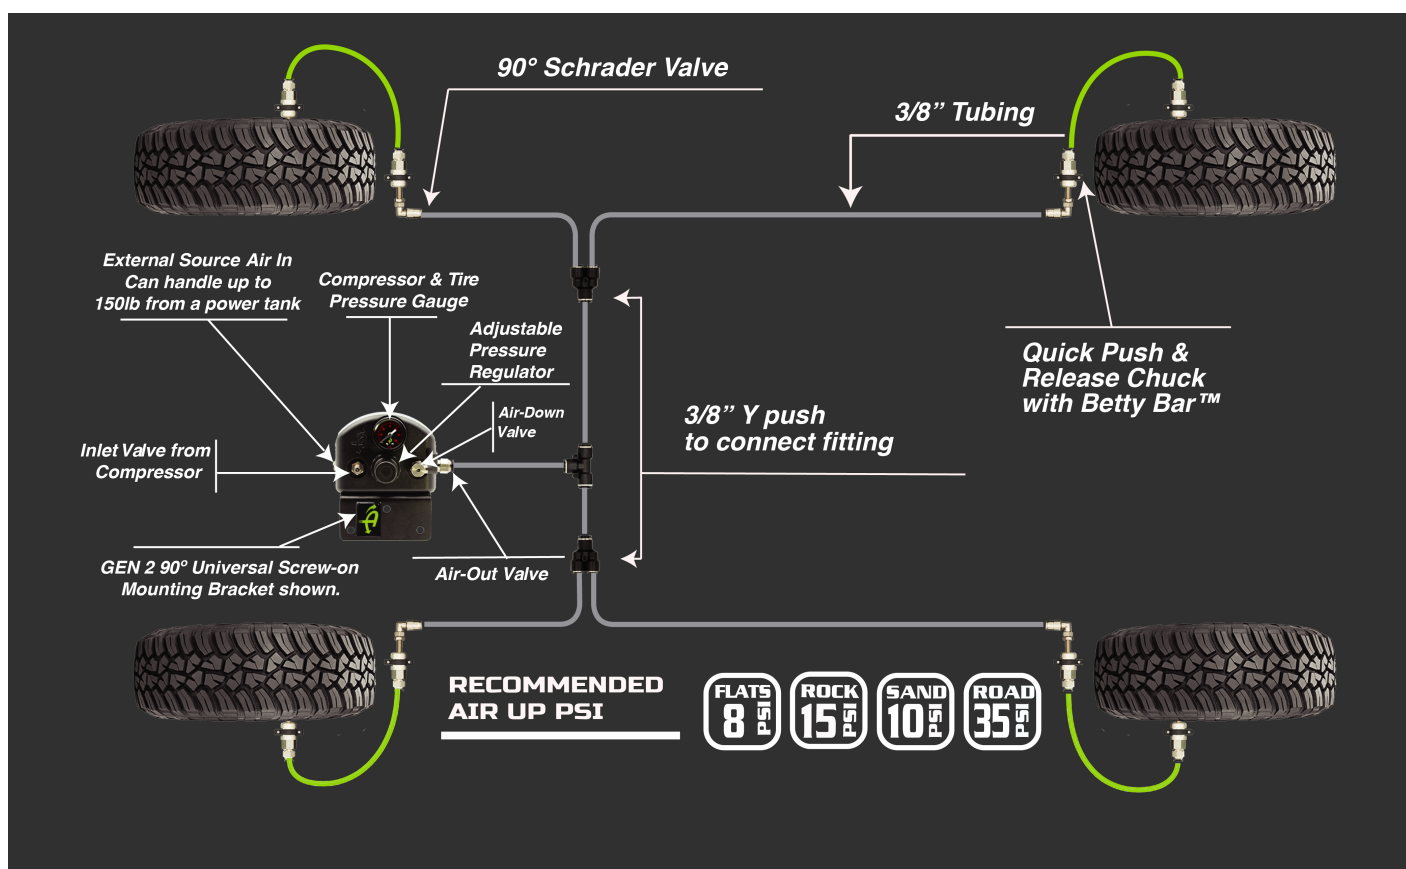 90° Schrader Valve
3/8” Tubing
External Source Air In
Can handle up to
150lb from a power tank
Compressor & Tire
Pressure Gauge
Adjustable
Pressure
Regulator
Air-Down
Valve
Inlet Valve from
Compressor
Quick Push &
Release Chuck
with Betty Bar™
3/8” Y push
to connect fitting
GEN 2 90° Universal Screw-on
Mounting Bracket shown.
Air-Out Valve
RECOMMENDED
AIR UP PSI
FLATS
8 PSI
ROCK
15 PSI
SAND
10 PSI
ROAD
35 PSI